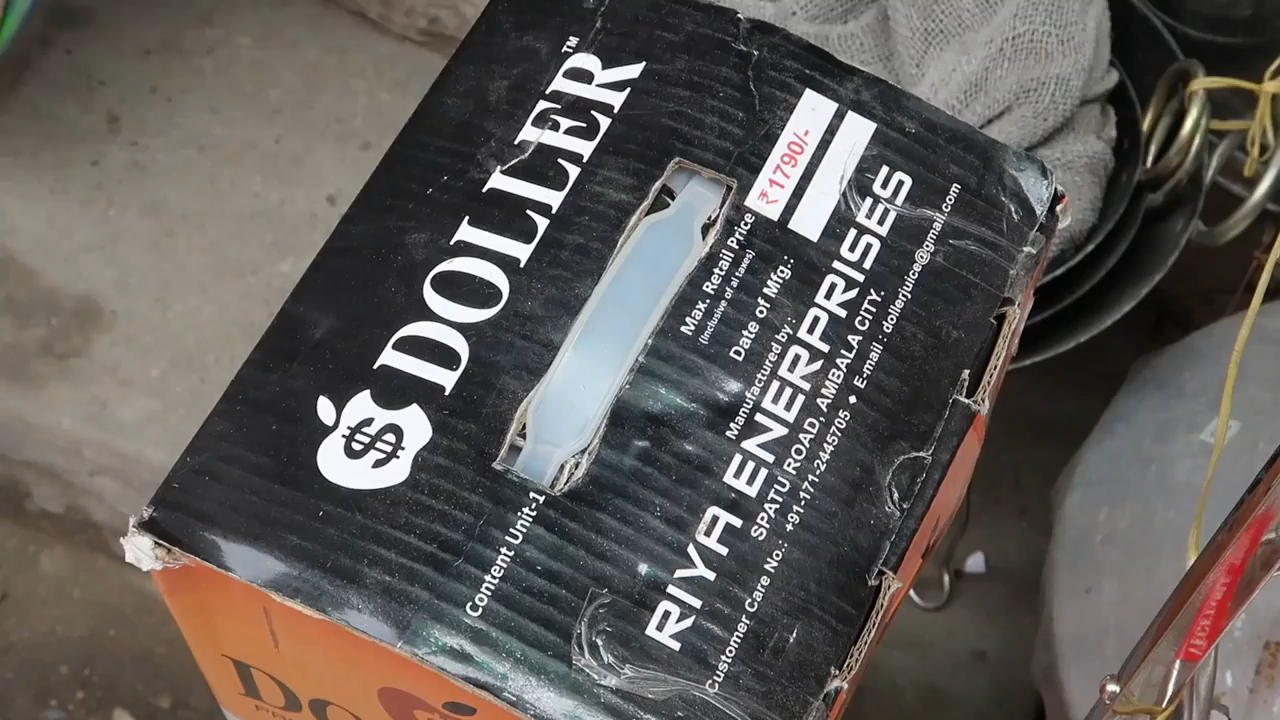 $ DOLLER™
Content Unit-1
Max. Retail Price ₹1790/-
(Inclusive of al taxes)
Date of Mfg.:
Manufactured by :
RIYA ENERPRISES
SPATU ROAD, AMBALA CITY.
Customer Care No.: +91-171-2445705 ◆ E-mail : dollerjuice@gmail.com